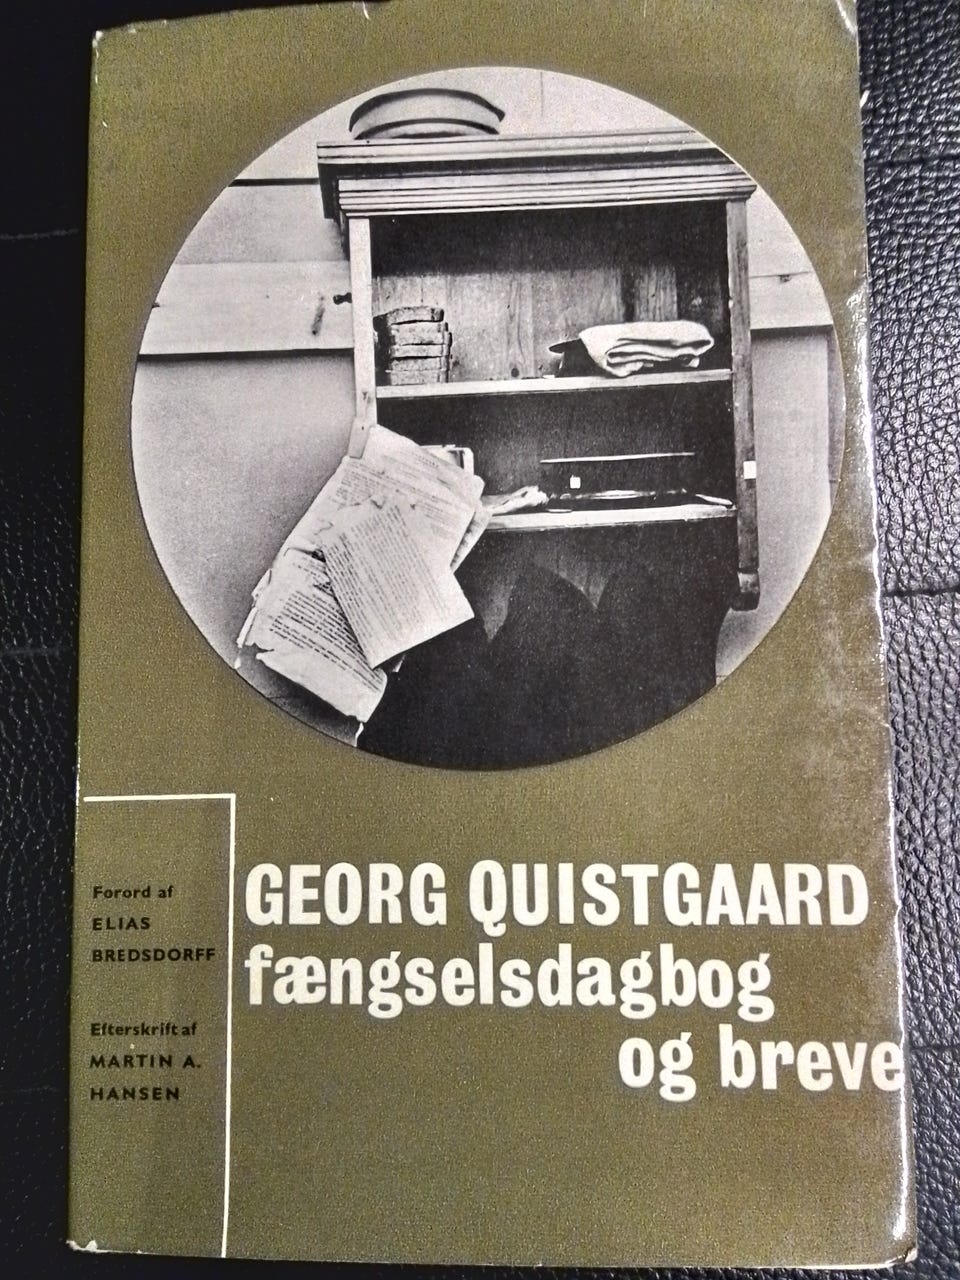 Forord af
ELIAS
BREDSDORFF
Efterskrift af
MARTIN A.
HANSEN
GEORG QUISTGAARD
fængselsdagbog
og breve